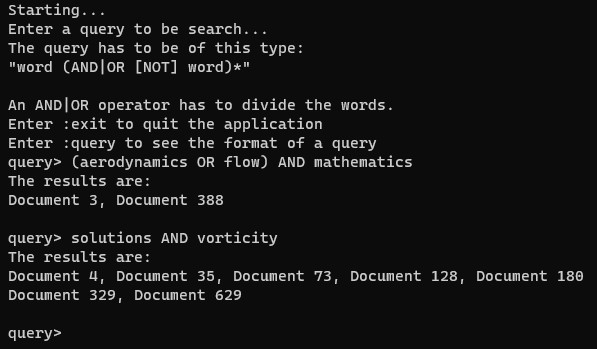 Starting...
Enter a query to be search...
The query has to be of this type:
"word (AND|OR [NOT] word)*"
An AND|OR operator has to divide the words.
Enter :exit to quit the application
Enter :query to see the format of a query
query> (aerodynamics OR flow) AND mathematics
The results are:
Document 3, Document 388
query> solutions AND vorticity
The results are:
Document 4, Document 35, Document 73, Document 128, Document 180
Document 329, Document 629
query>